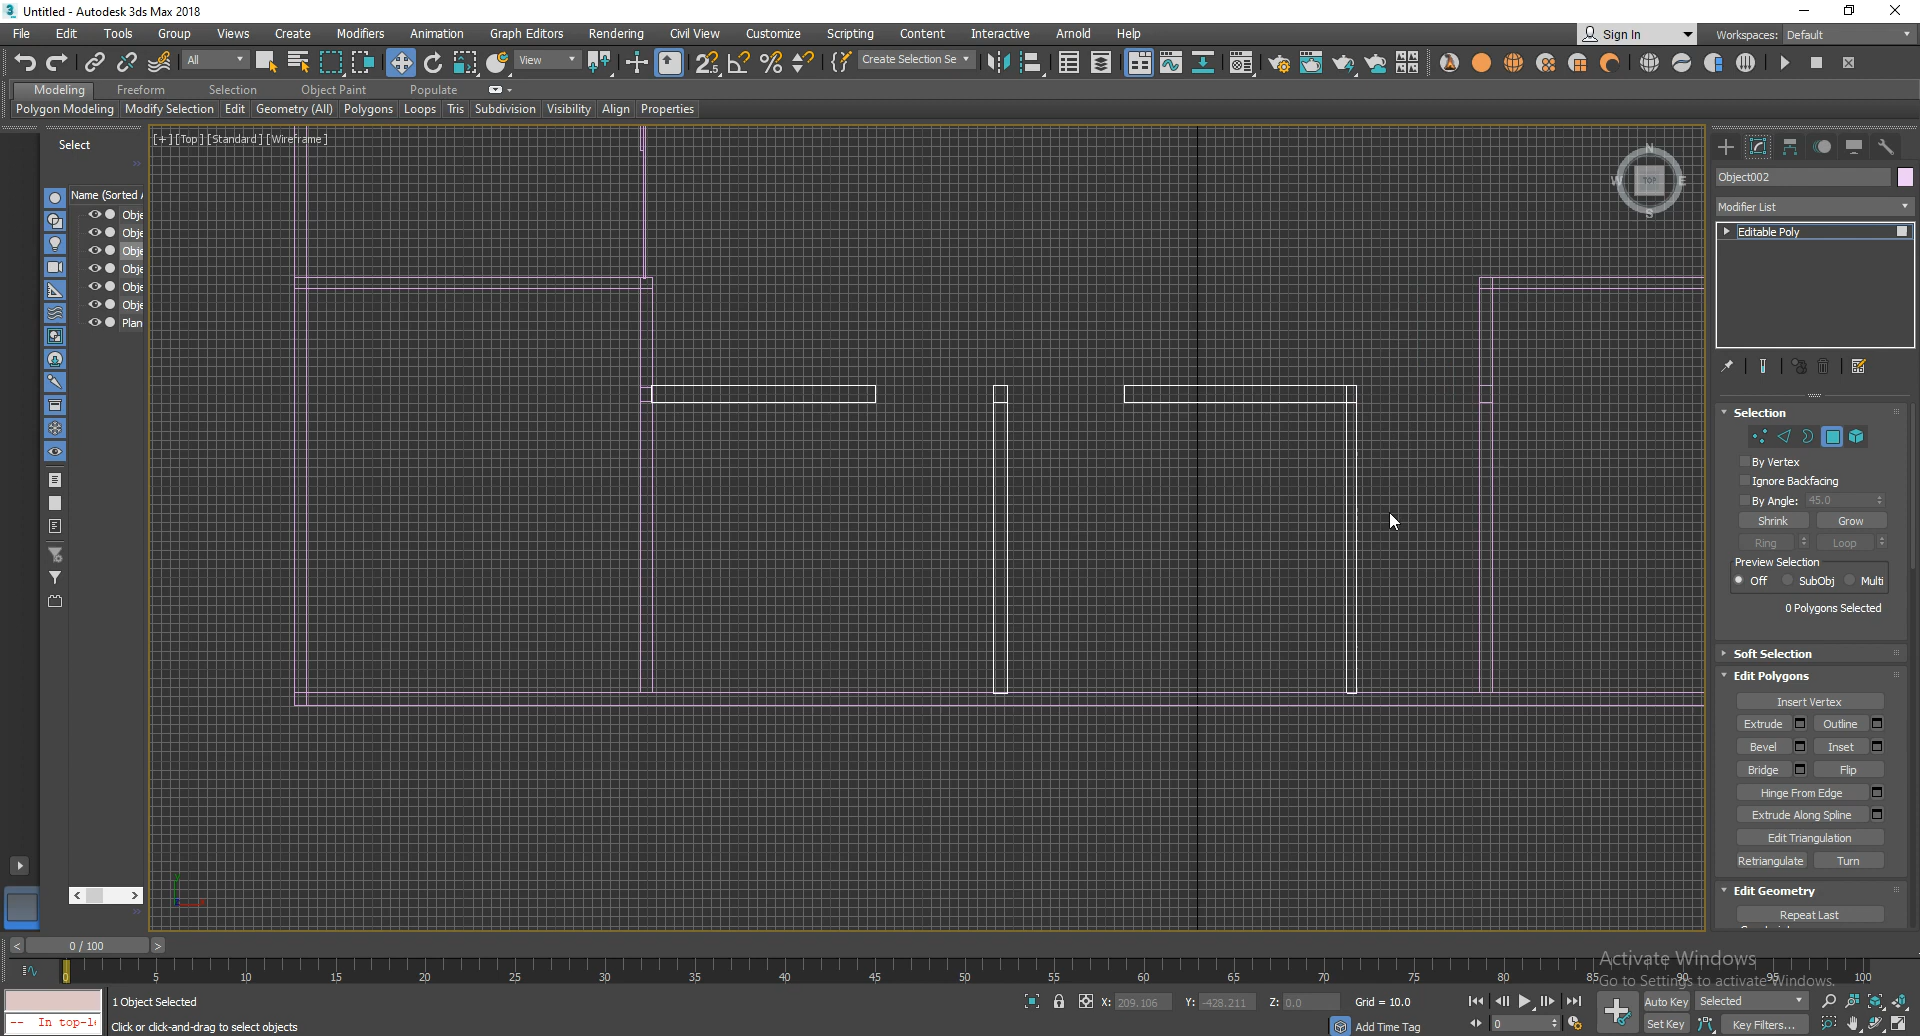 Untitled - Autodesk 3ds Max 2018
File Edit Tools Group Views Create Modifiers Animation Graph Editors Rendering Civil View Customize Scripting Content Interactive Arnold Help
Sign In Workspaces: Default
All View Create Selection Se
Modeling Freeform Selection Object Paint Populate
Polygon Modeling Modify Selection Edit Geometry (All) Polygons Loops Tris Subdivision Visibility Align Properties
Select
Name (Sorted A
Obje
Obje
Obje
Obje
Obje
Obje
Plan
[+] [Top] [Standard] [Wireframe]
N
W TOP E
S
Object002
Modifier List
Editable Poly
Selection
By Vertex
Ignore Backfacing
By Angle: 45.0
Shrink Grow
Ring Loop
Preview Selection
Off SubObj Multi
0 Polygons Selected
Soft Selection
Edit Polygons
Insert Vertex
Extrude Outline
Bevel Inset
Bridge Flip
Hinge From Edge
Extrude Along Spline
Edit Triangulation
Retriangulate Turn
Edit Geometry
Repeat Last
< 0 / 100 >
0 5 10 15 20 25 30 35 40 45 50 55 60 65 70 75 80 85 90 95 100
Activate Windows
Go to Settings to activate Windows.
1 Object Selected
Click or click-and-drag to select objects
-- In top-le
X: 209.106 Y: -428.211 Z: 0.0 Grid = 10.0
Add Time Tag
0
Auto Key Selected
Set Key Key Filters...